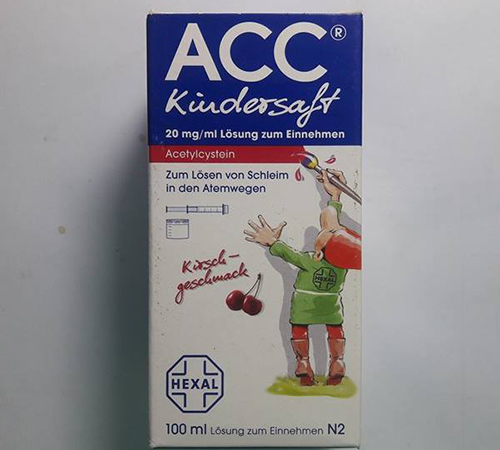 ACC®
Kindersaft
20 mg/ml Lösung zum Einnehmen
Acetylcystein
Zum Lösen von Schleim
in den Atemwegen
Kirsch-
geschmack
HEXAL
HEXAL
100 ml Lösung zum Einnehmen N2